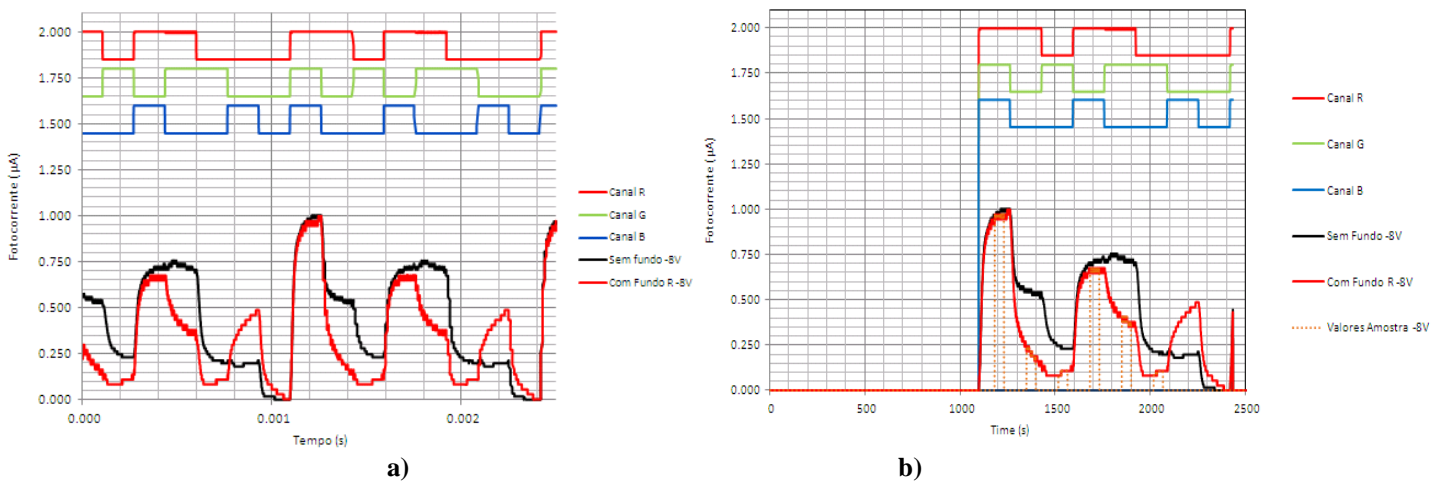 2.000
1.750
1.500
1.250
1.000
0.750
0.500
0.250
0.000
Fotocorrente ( µA)
0.000
0.001
0.002
Tempo (s)
Canal R
Canal G
Canal B
Sem fundo -8V
Com Fundo R -8V
a)
2.000
1.750
1.500
1.250
1.000
0.750
0.500
0.250
0.000
Fotocorrente ( µA)
0
500
1000
1500
2000
2500
Time (s)
Canal R
Canal G
Canal B
Sem Fundo -8V
Com Fundo R -8V
Valores Amostra -8V
b)